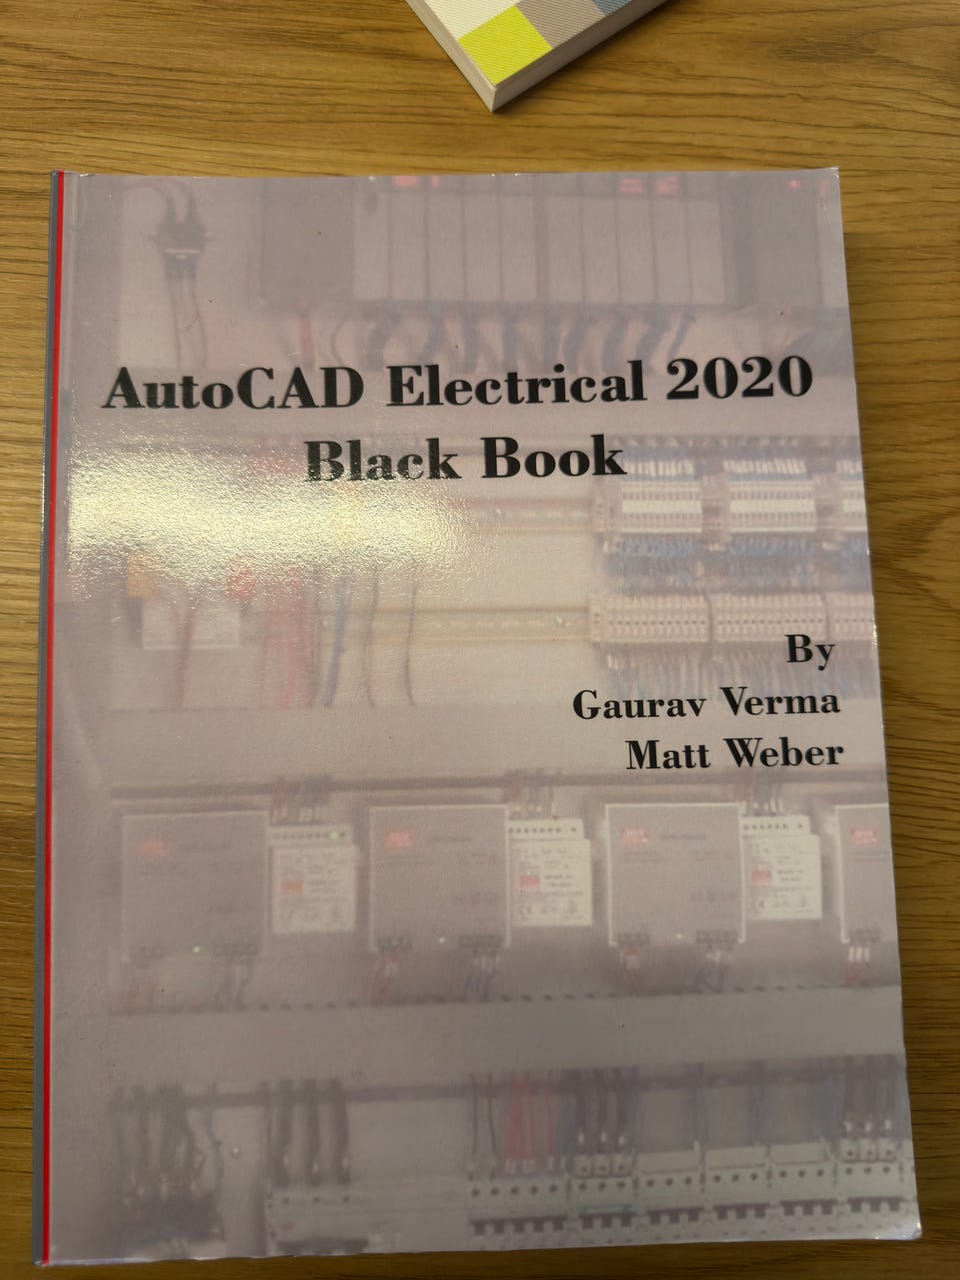 AutoCAD Electrical 2020
Black Book
By
Gaurav Verma
Matt Weber